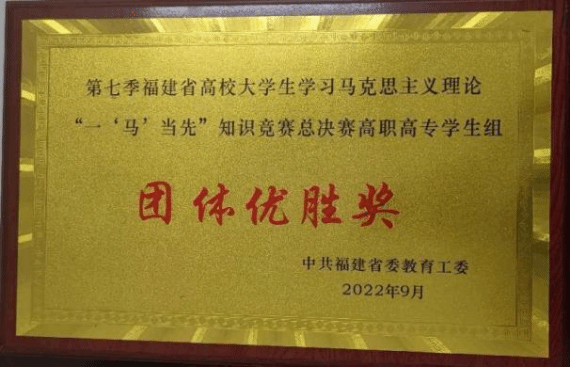 第七季福建省高校大学生学习马克思主义理论
“一‘马’当先”知识竞赛总决赛高职高专学生组
团体优胜奖
中共福建省委教育工委
2022年9月